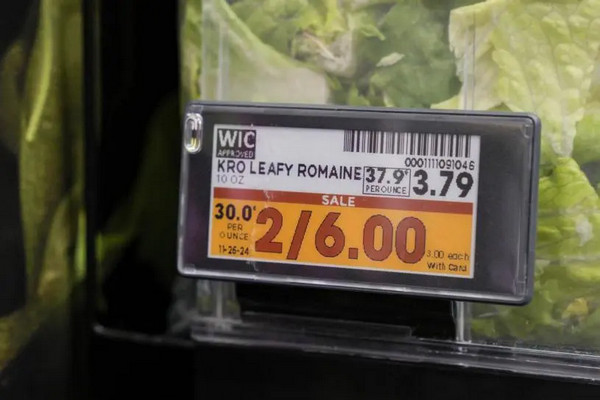 WIC
APPROVED
0001111091046
KRO LEAFY ROMAINE
10 OZ
37.9¢
PER OUNCE
3.79
SALE
30.0¢
PER
OUNCE
11-26-24
2/6.00
3.00 each
With Card